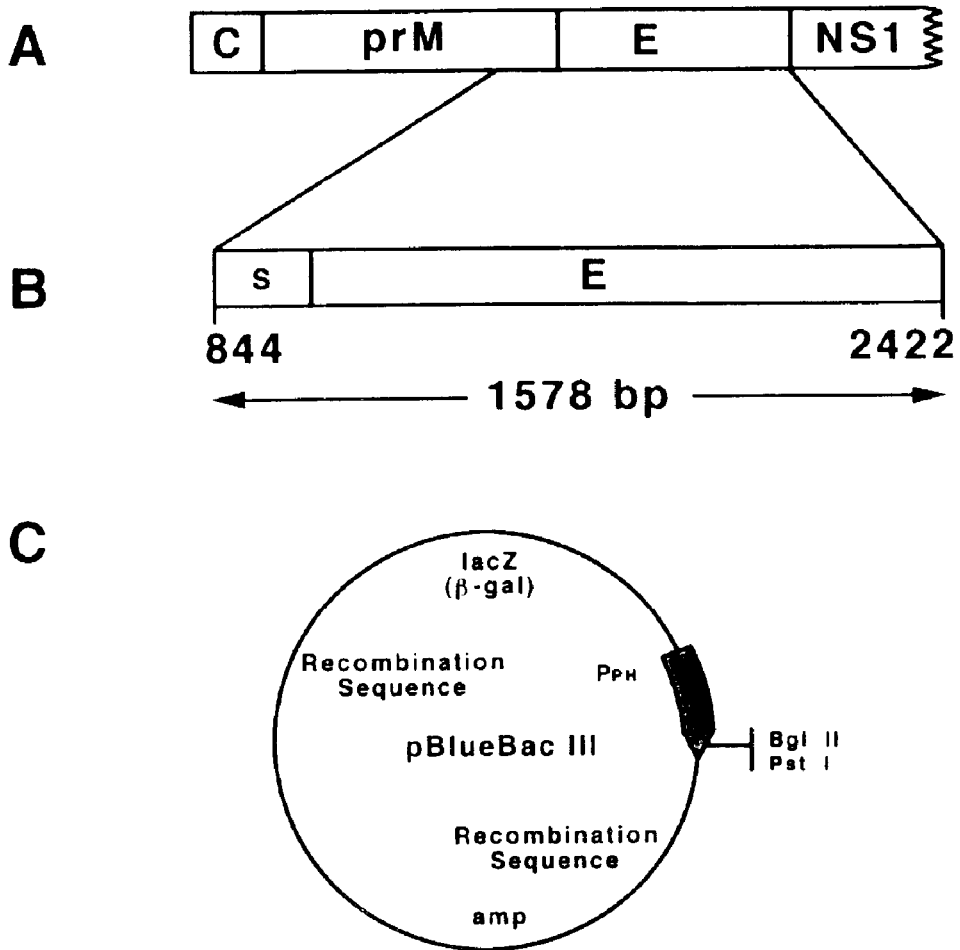 A
C prM E NS1
B
s E
844 2422
1578 bp
C
lacZ
(β-gal)
Recombination
Sequence
PPH
pBlueBac III
Bgl II
Pst I
Recombination
Sequence
amp